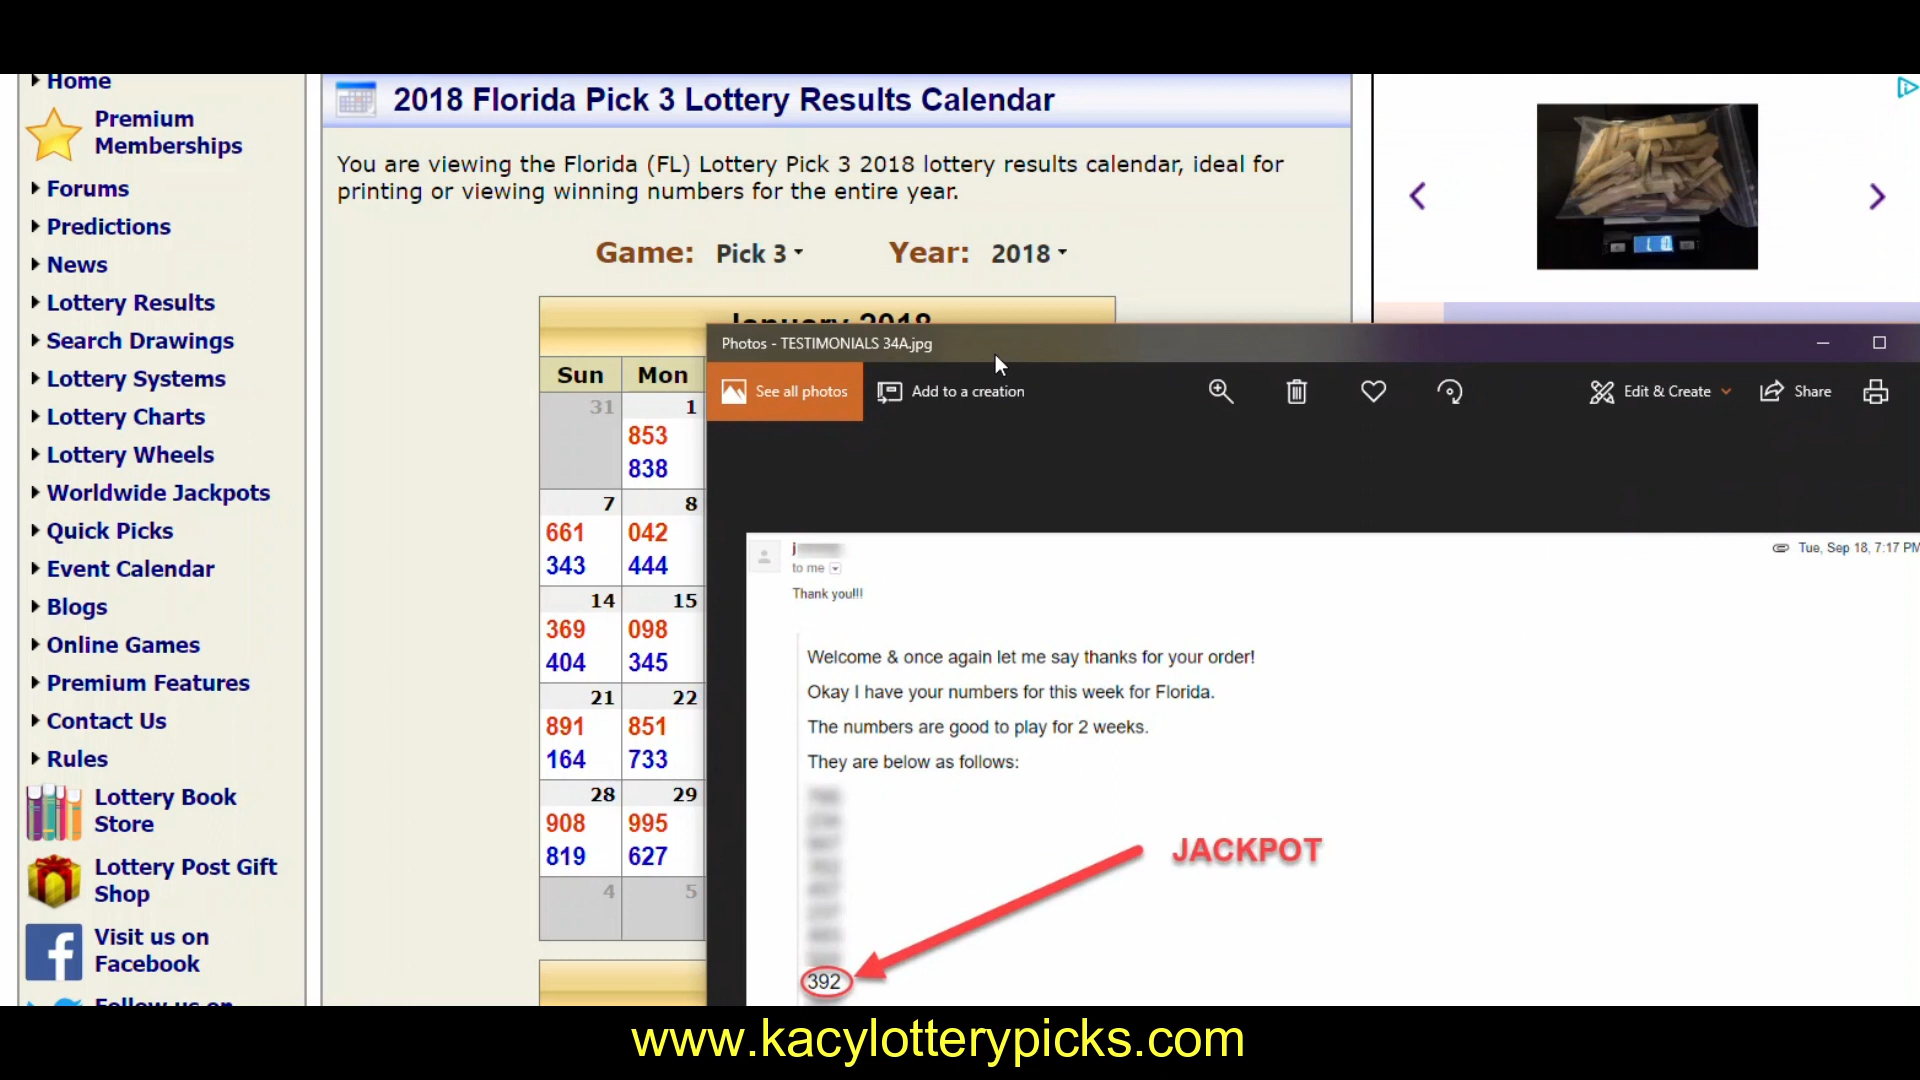 Home
Premium
Memberships
Forums
Predictions
News
Lottery Results
Search Drawings
Lottery Systems
Lottery Charts
Lottery Wheels
Worldwide Jackpots
Quick Picks
Event Calendar
Blogs
Online Games
Premium Features
Contact Us
Rules
Lottery Book
Store
Lottery Post Gift
Shop
Visit us on
Facebook
Follow us on
2018 Florida Pick 3 Lottery Results Calendar
You are viewing the Florida (FL) Lottery Pick 3 2018 lottery results calendar, ideal for
printing or viewing winning numbers for the entire year.
Game: Pick 3 Year: 2018
January 2018
Sun Mon
31 1
853
838
7 8
661 042
343 444
14 15
369 098
404 345
21 22
891 851
164 733
28 29
908 995
819 627
4 5
Photos - TESTIMONIALS 34A.jpg
See all photos Add to a creation Edit & Create Share
j
Tue, Sep 18, 7:17 PM
to me
Thank you!!!
Welcome & once again let me say thanks for your order!
Okay I have your numbers for this week for Florida.
The numbers are good to play for 2 weeks.
They are below as follows:
JACKPOT
392
www.kacylotterypicks.com